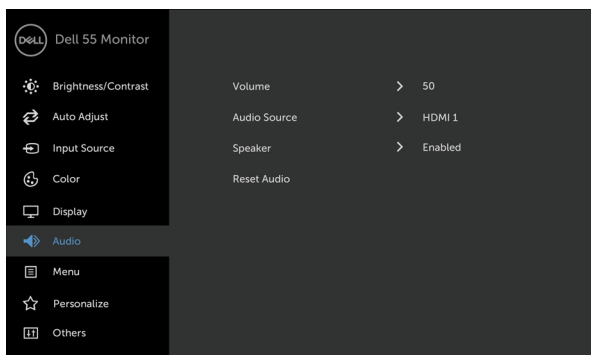 DELL Dell 55 Monitor
Brightness/Contrast
Auto Adjust
Input Source
Color
Display
Audio
Menu
Personalize
Others
Volume > 50
Audio Source > HDMI 1
Speaker > Enabled
Reset Audio